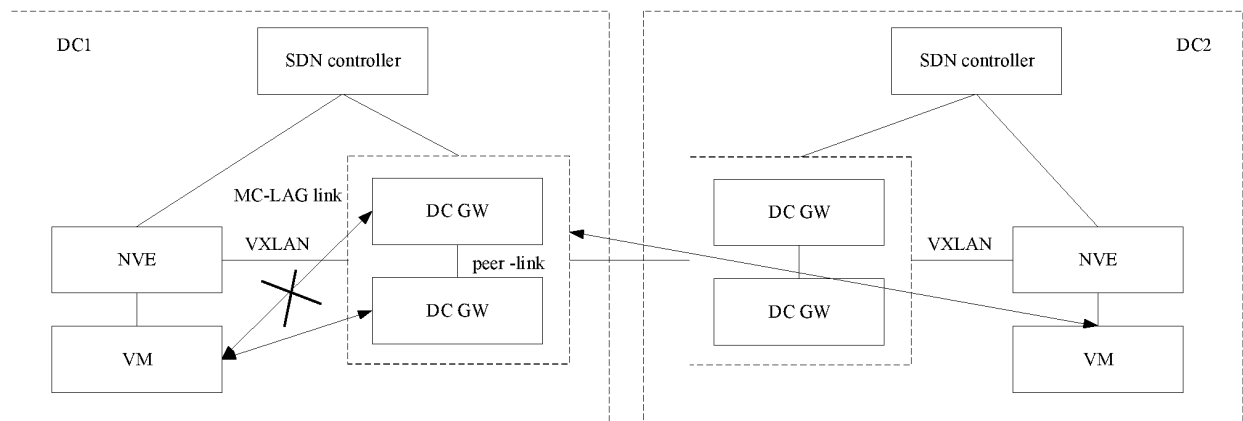 DC1
SDN controller
MC-LAG link
DC GW
VXLAN
NVE
peer -link
DC GW
VM
SDN controller
DC2
DC GW
VXLAN
NVE
DC GW
VM